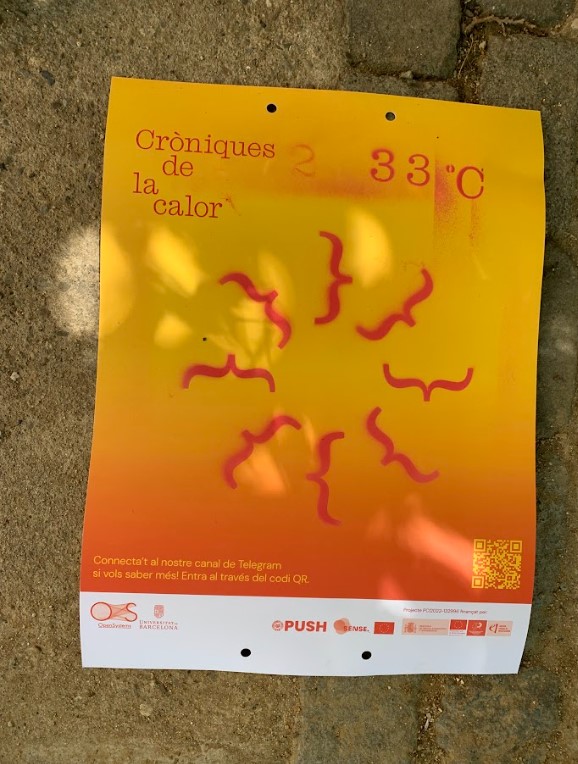 Cròniques
de
la
calor
2 33 °C
Connecta't al nostre canal de Telegram
si vols saber més! Entra al través del codi QR.
OpenSystems
UNIVERSITAT DE
BARCELONA
PUSH
SENSE.